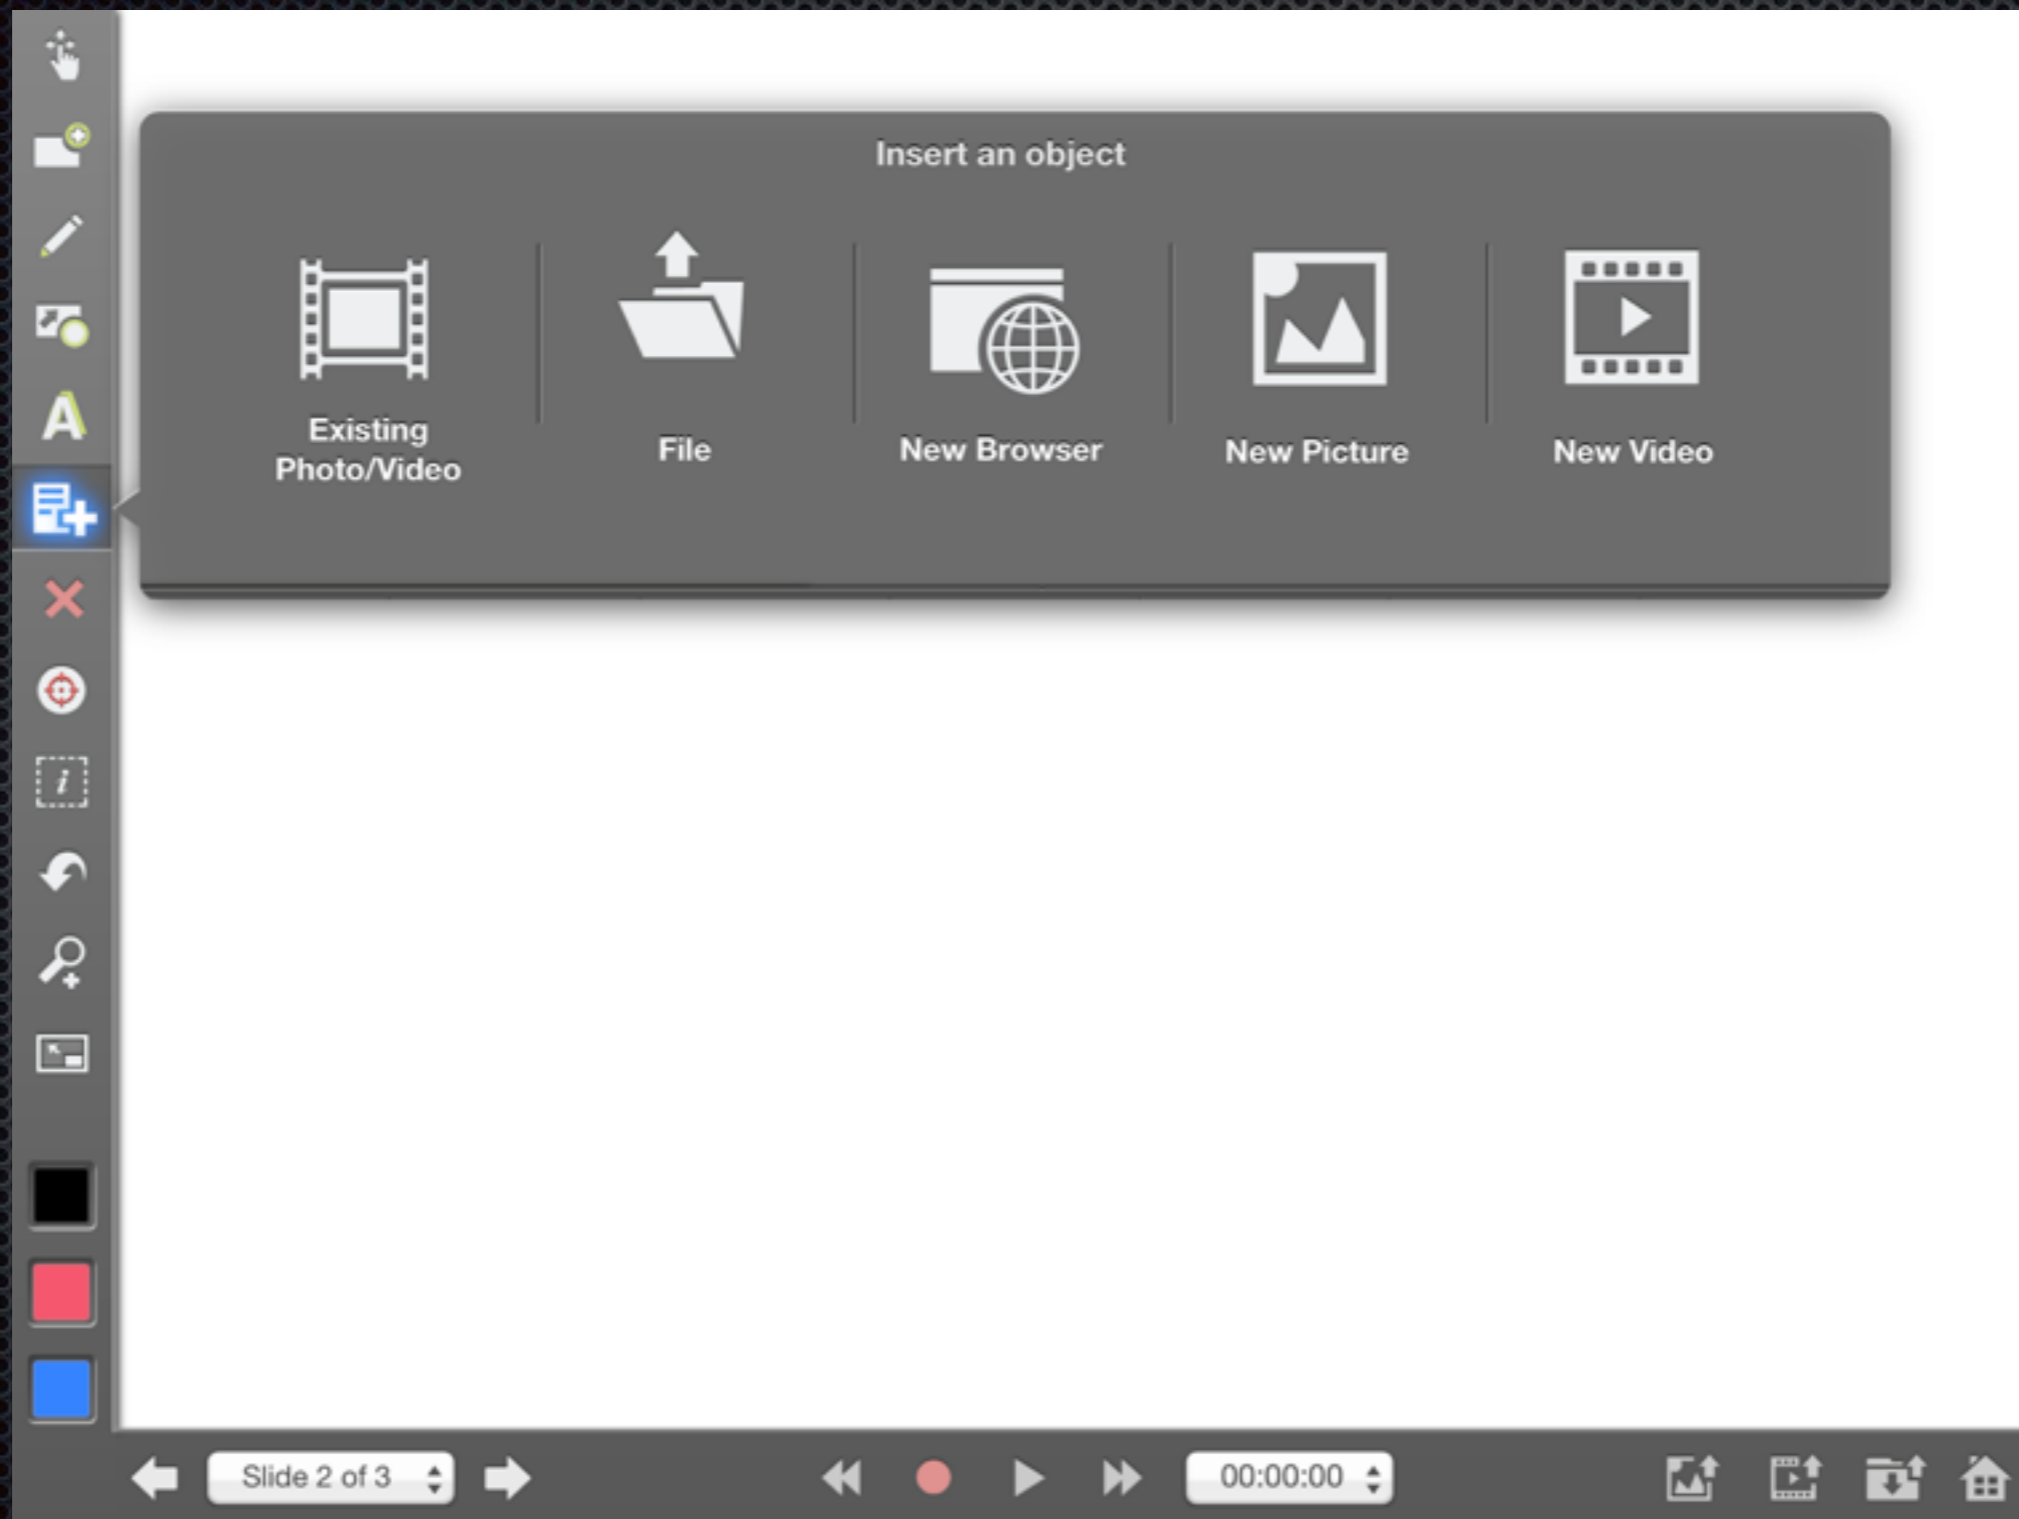 Insert an object
Existing
Photo/Video
File
New Browser
New Picture
New Video
A
i
Slide 2 of 3
00:00:00